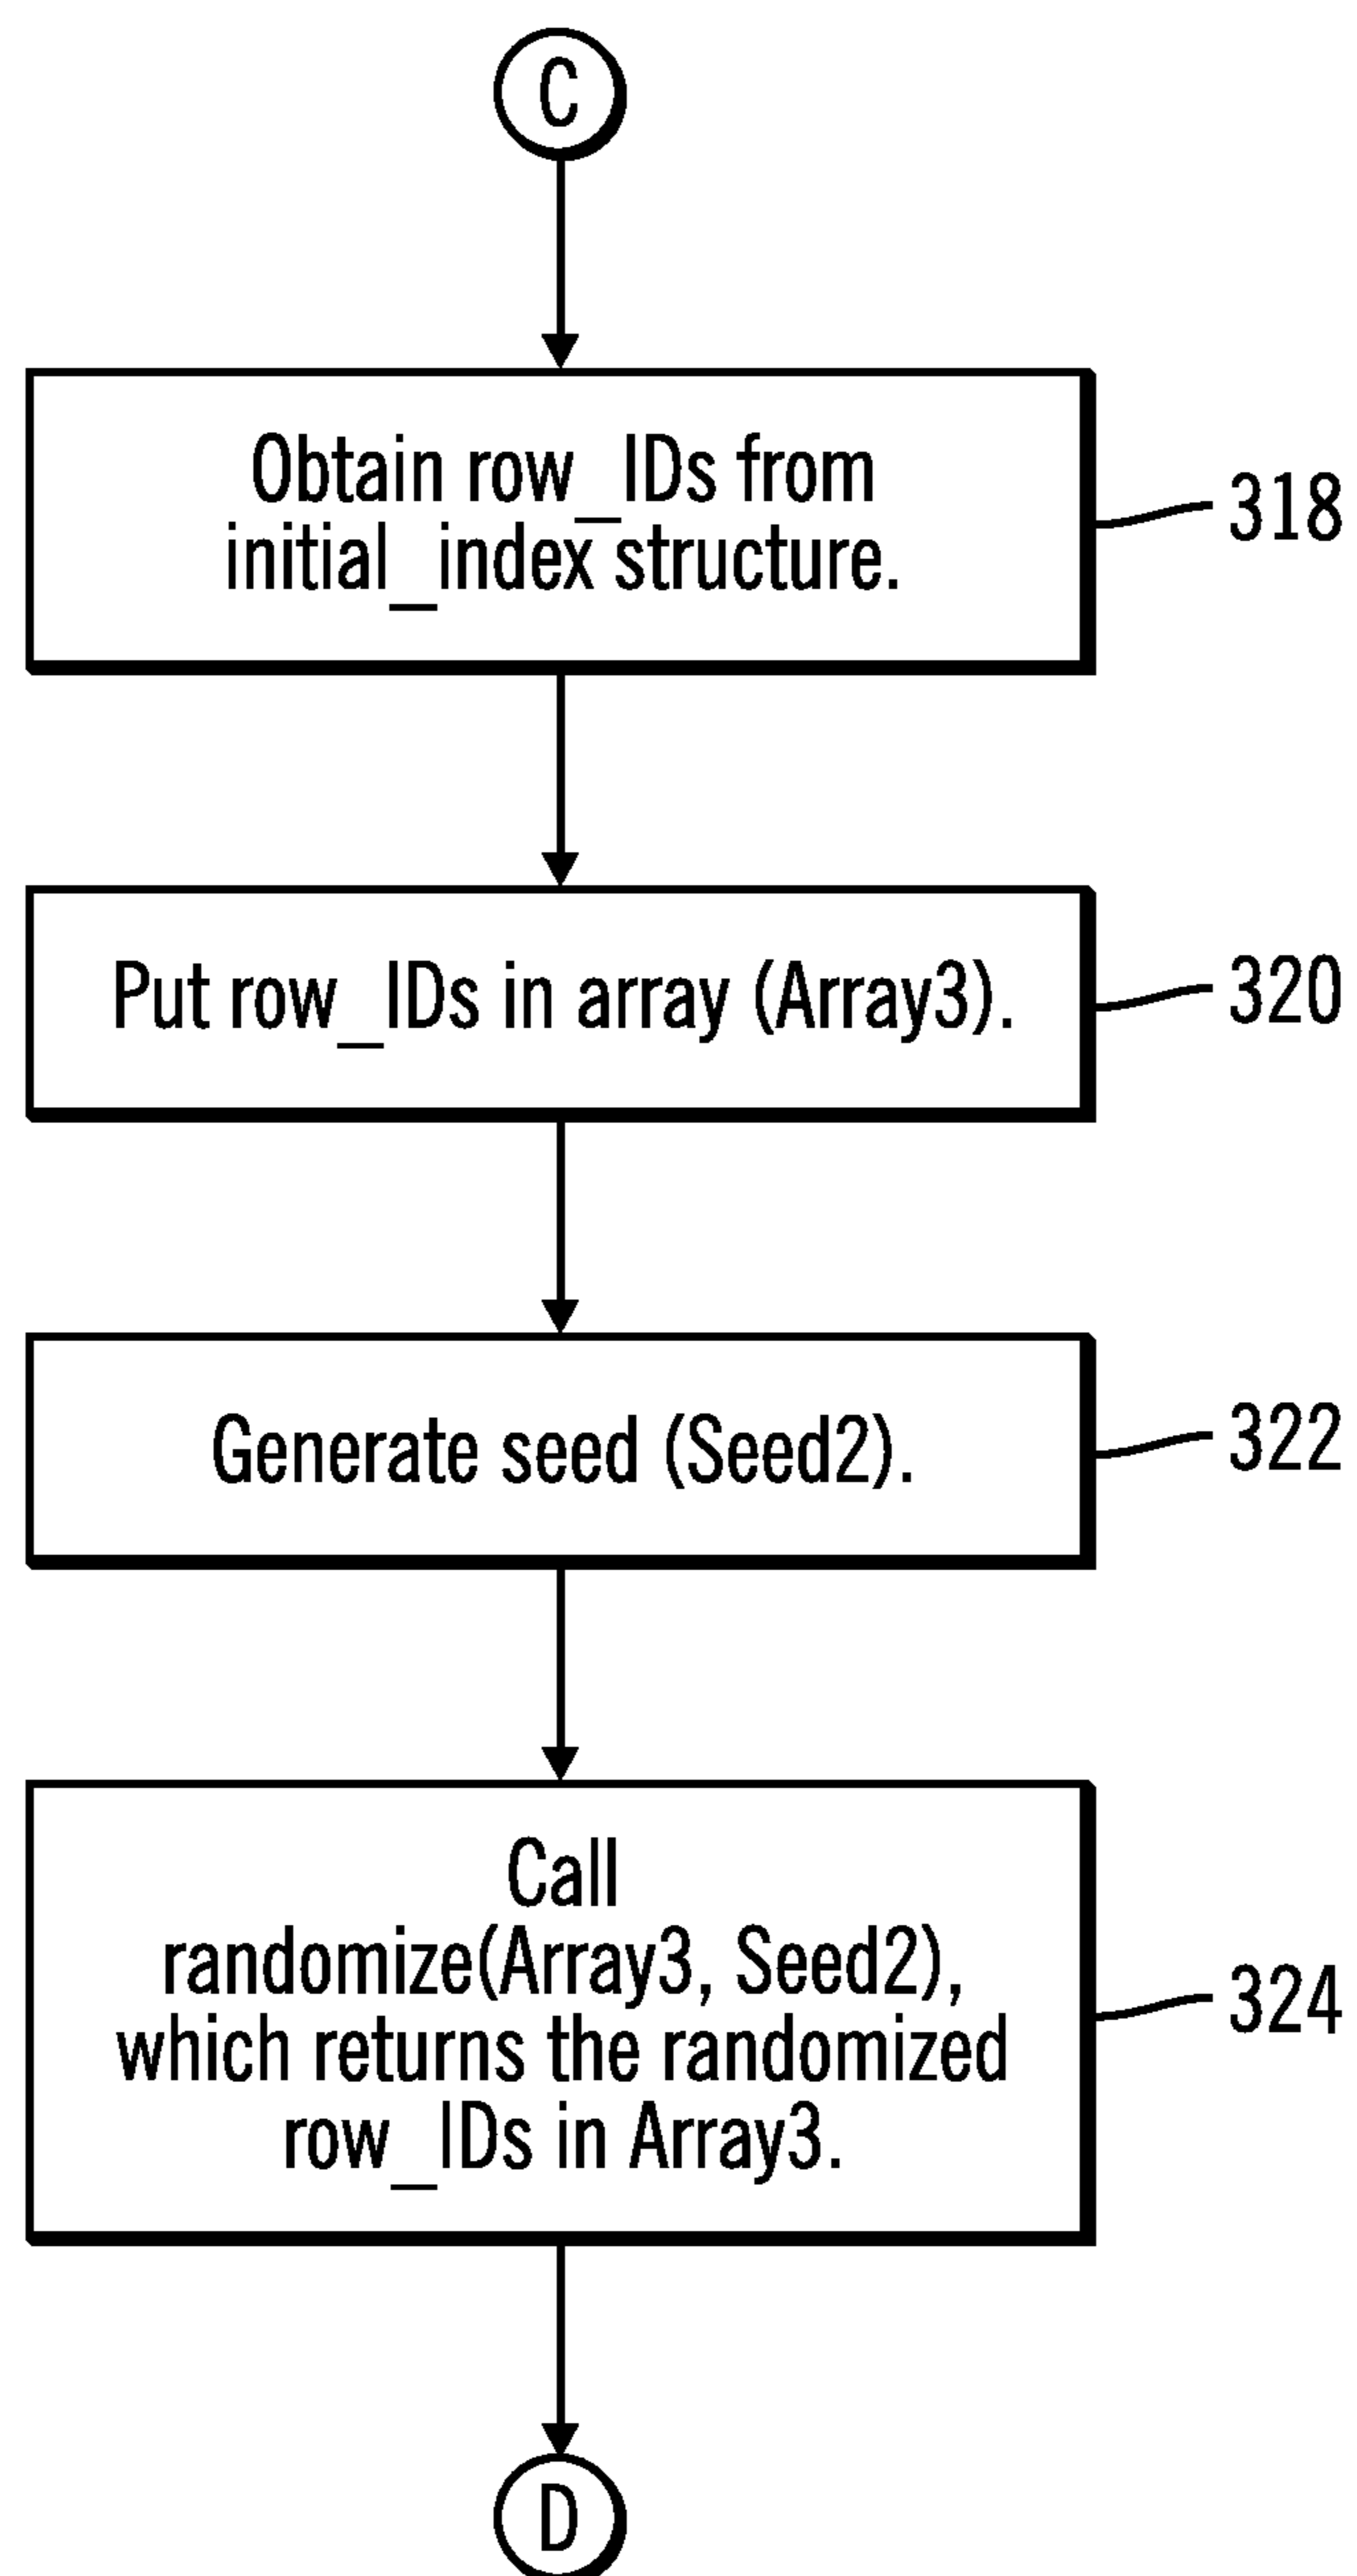 C
Obtain row_IDs from
initial_index structure.
318
Put row_IDs in array (Array3).
320
Generate seed (Seed2).
322
Call
randomize(Array3, Seed2),
which returns the randomized
row_IDs in Array3.
324
D